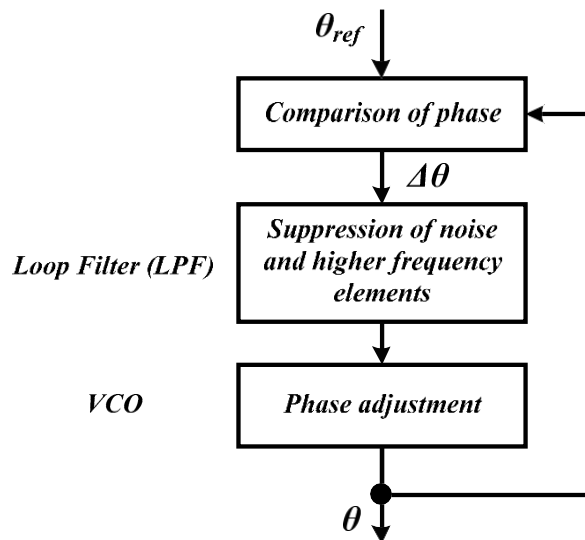 θref
Comparison of phase
Δθ
Loop Filter (LPF)
Suppression of noise
and higher frequency
elements
VCO
Phase adjustment
θ